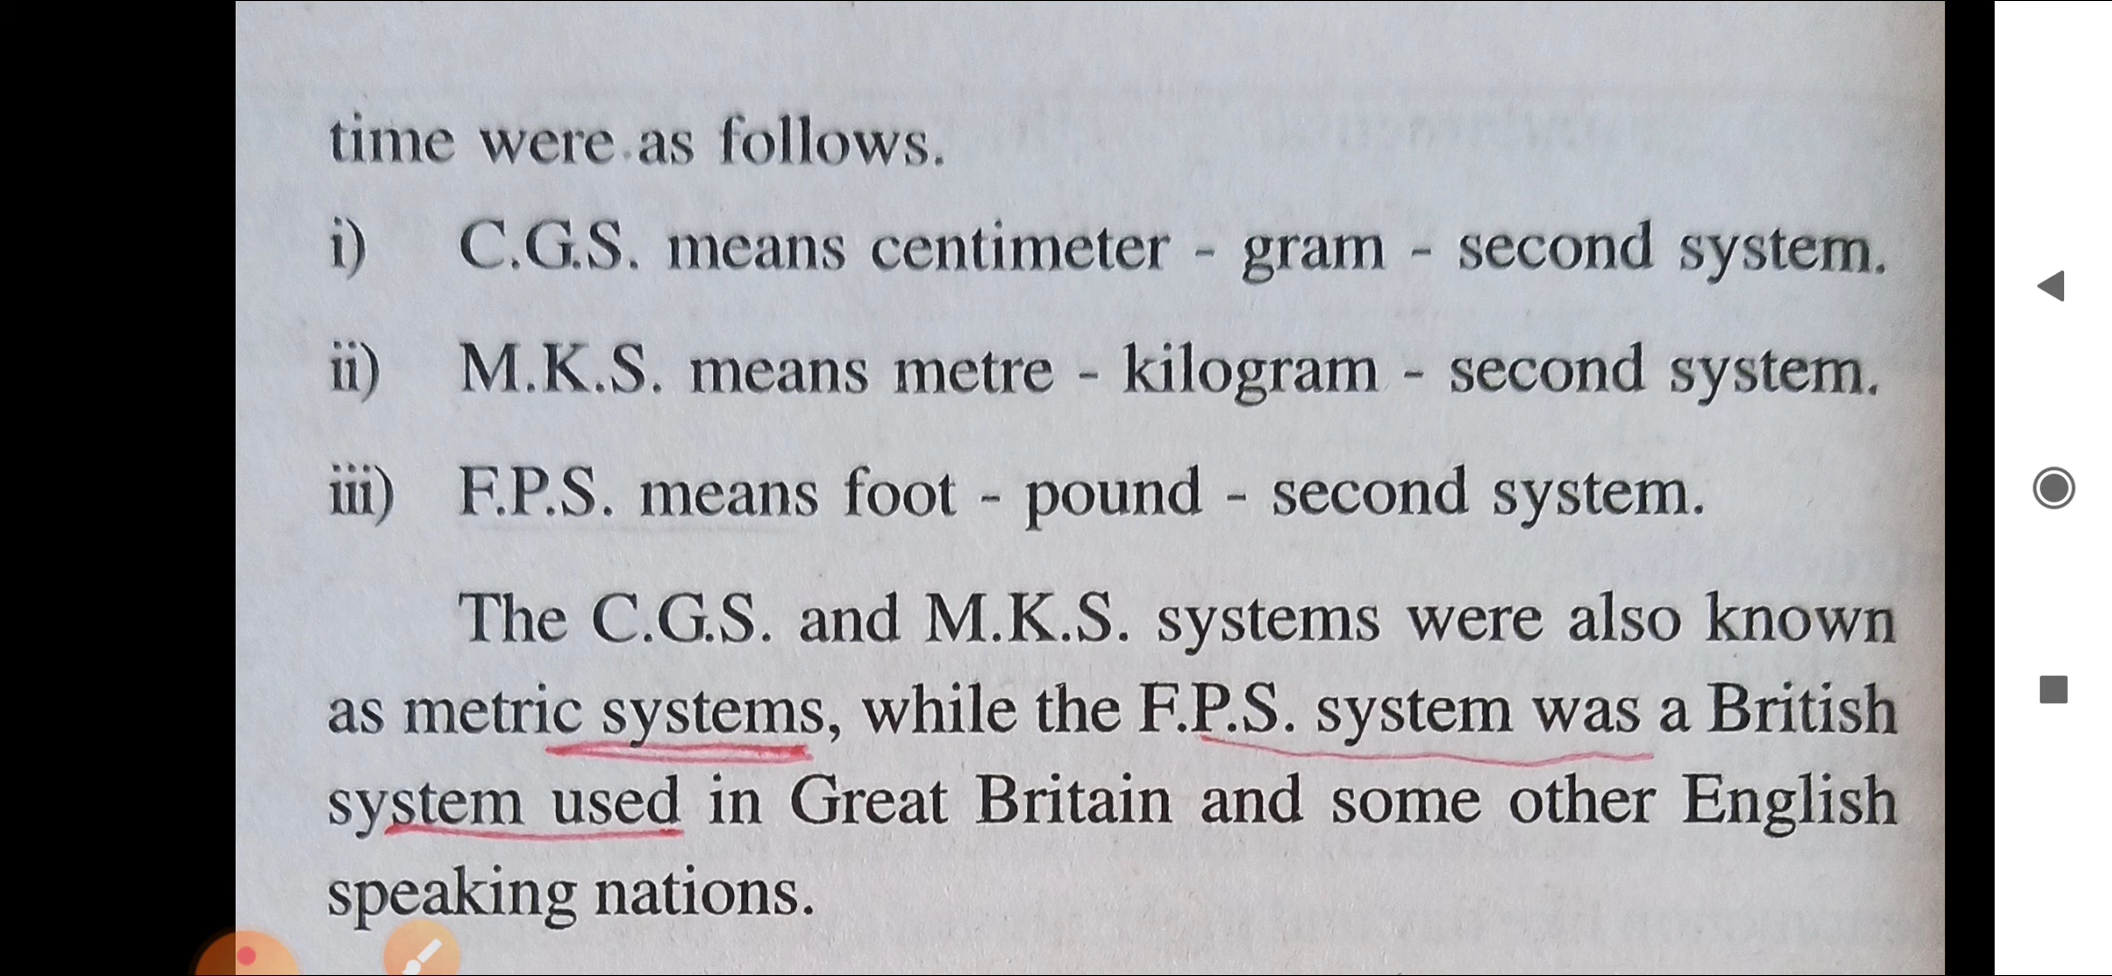 time were as follows.
i) C.G.S. means centimeter - gram - second system.
ii) M.K.S. means metre - kilogram - second system.
iii) F.P.S. means foot - pound - second system.
The C.G.S. and M.K.S. systems were also known
as metric systems, while the F.P.S. system was a British
system used in Great Britain and some other English
speaking nations.